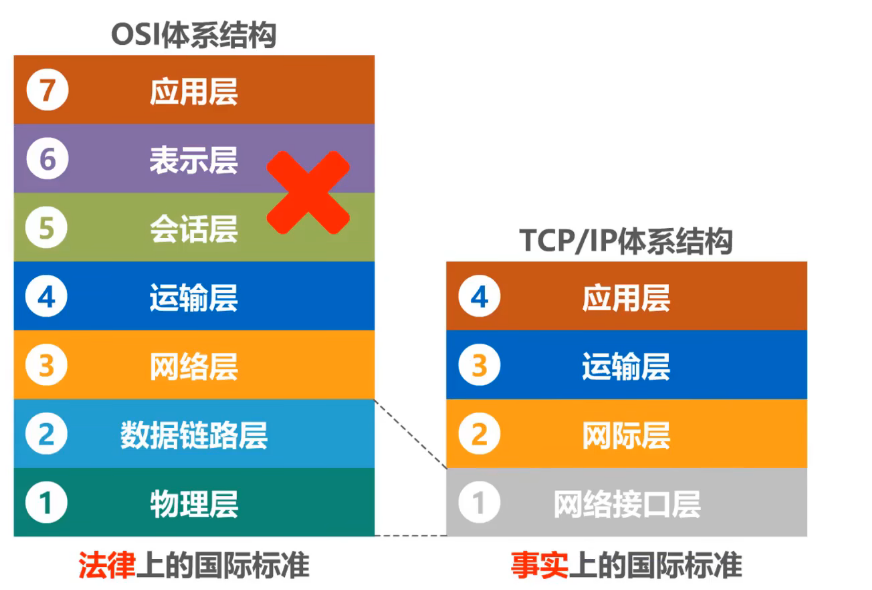 OSI体系结构
7 应用层
6 表示层
5 会话层
4 运输层
3 网络层
2 数据链路层
1 物理层
法律上的国际标准
TCP/IP体系结构
4 应用层
3 运输层
2 网际层
1 网络接口层
事实上的国际标准